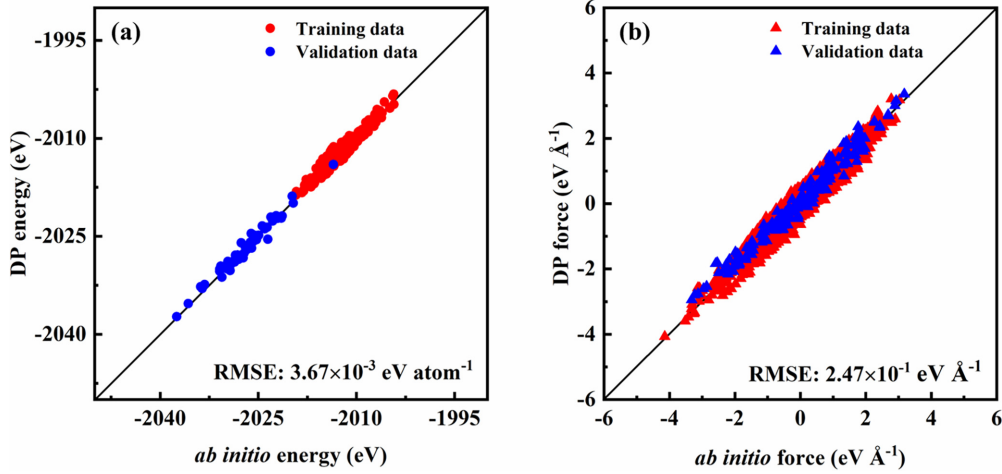 (a)
Training data
Validation data
-1995
-2010
-2025
-2040
DP energy (eV)
RMSE: 3.67×10⁻³ eV atom⁻¹
-2040
-2025
-2010
-1995
ab initio energy (eV)
(b)
Training data
Validation data
6
4
2
0
-2
-4
-6
DP force (eV Å⁻¹)
RMSE: 2.47×10⁻¹ eV Å⁻¹
-6
-4
-2
0
2
4
6
ab initio force (eV Å⁻¹)